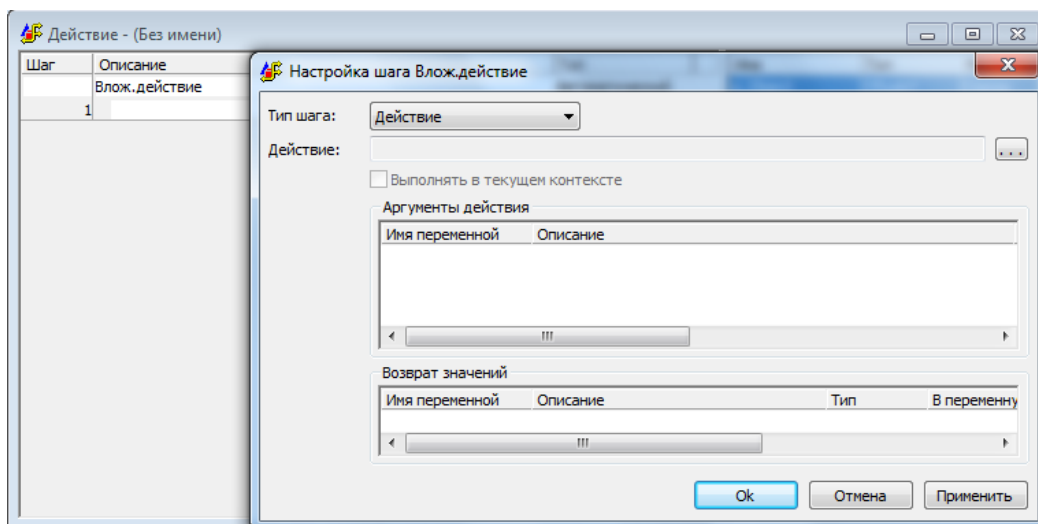 Действие - (Без имени)
Шаг Описание
Влож.действие
1
Настройка шага Влож.действие
Тип шага: Действие
Действие: ...
Выполнять в текущем контексте
Аргументы действия
Имя переменной Описание
Возврат значений
Имя переменной Описание Тип В переменну
Ok Отмена Применить